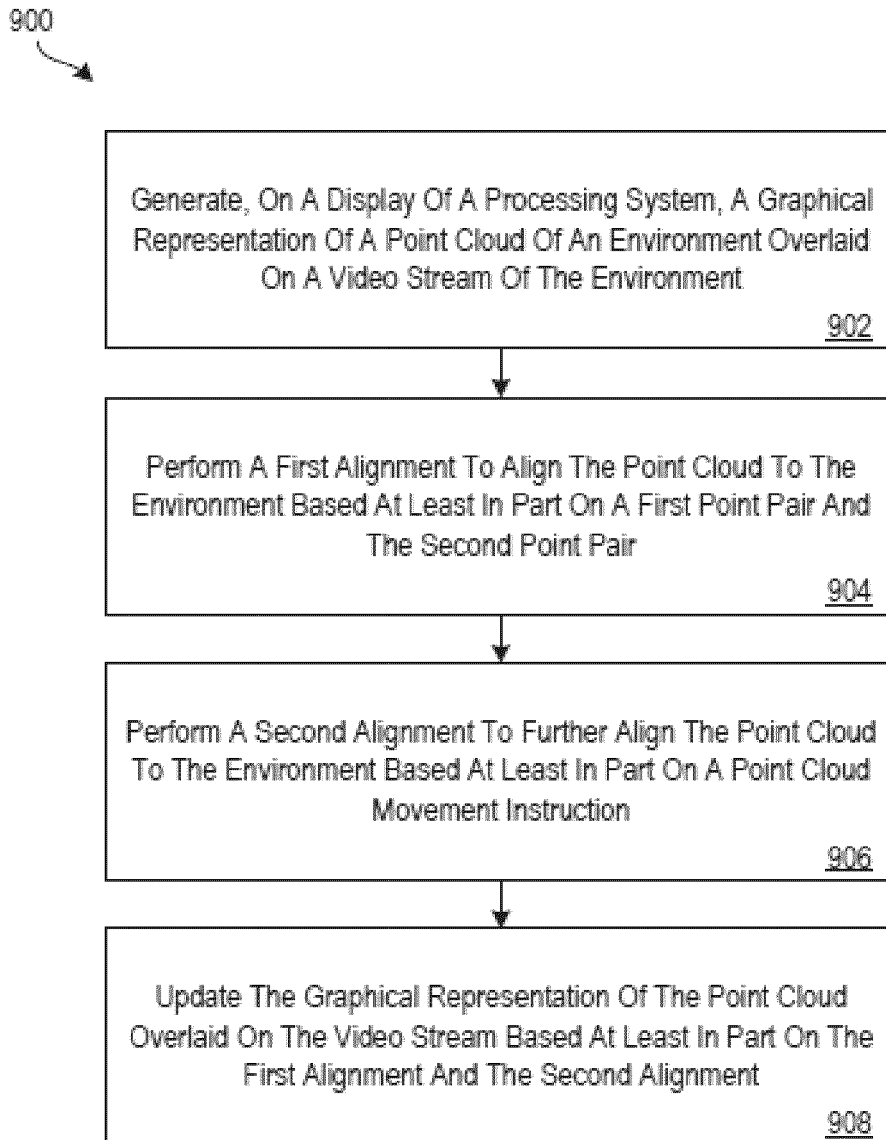 900
Generate, On A Display Of A Processing System, A Graphical
Representation Of A Point Cloud Of An Environment Overlaid
On A Video Stream Of The Environment
902
Perform A First Alignment To Align The Point Cloud To The
Environment Based At Least In Part On A First Point Pair And
The Second Point Pair
904
Perform A Second Alignment To Further Align The Point Cloud
To The Environment Based At Least In Part On A Point Cloud
Movement Instruction
906
Update The Graphical Representation Of The Point Cloud
Overlaid On The Video Stream Based At Least In Part On The
First Alignment And The Second Alignment
908